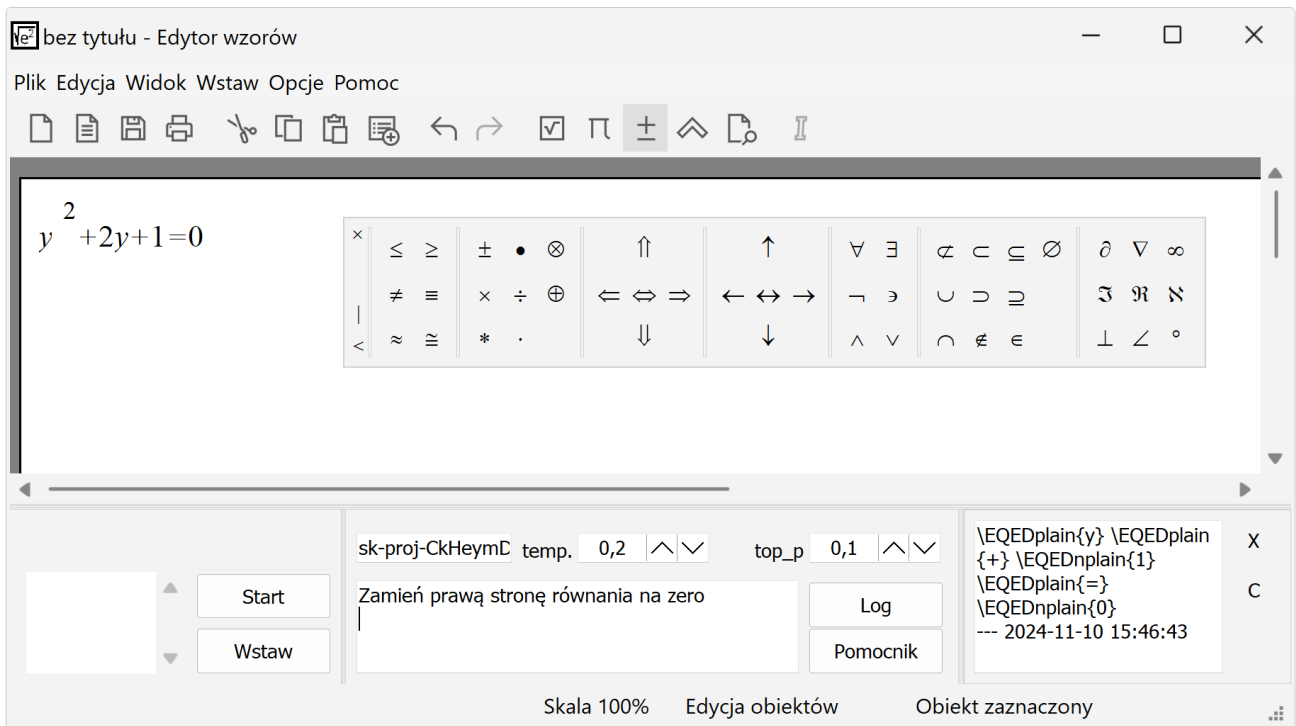 bez tytułu - Edytor wzorów
Plik Edycja Widok Wstaw Opcje Pomoc
y²+2y+1=0
× ≤ ≥ ± • ⊗ ⇑ ↑ ∀ ∃ ⊄ ⊂ ⊆ ∅ ∂ ∇ ∞
≠ ≡ × ÷ ⊕ ⇐ ⇔ ⇒ ← ↔ → ¬ ∍ ∪ ⊃ ⊇ ℑ ℜ ℵ
| < ≈ ≅ * · ⇓ ↓ ∧ ∨ ∩ ∉ ∈ ⊥ ∠ °
Start
Wstaw
sk-proj-CkHeymD temp. 0,2 top_p 0,1
Zamień prawą stronę równania na zero
Log
Pomocnik
\EQEDplain{y} \EQEDplain
{+} \EQEDnplain{1}
\EQEDplain{=}
\EQEDnplain{0}
--- 2024-11-10 15:46:43
X
C
Skala 100% Edycja obiektów Obiekt zaznaczony